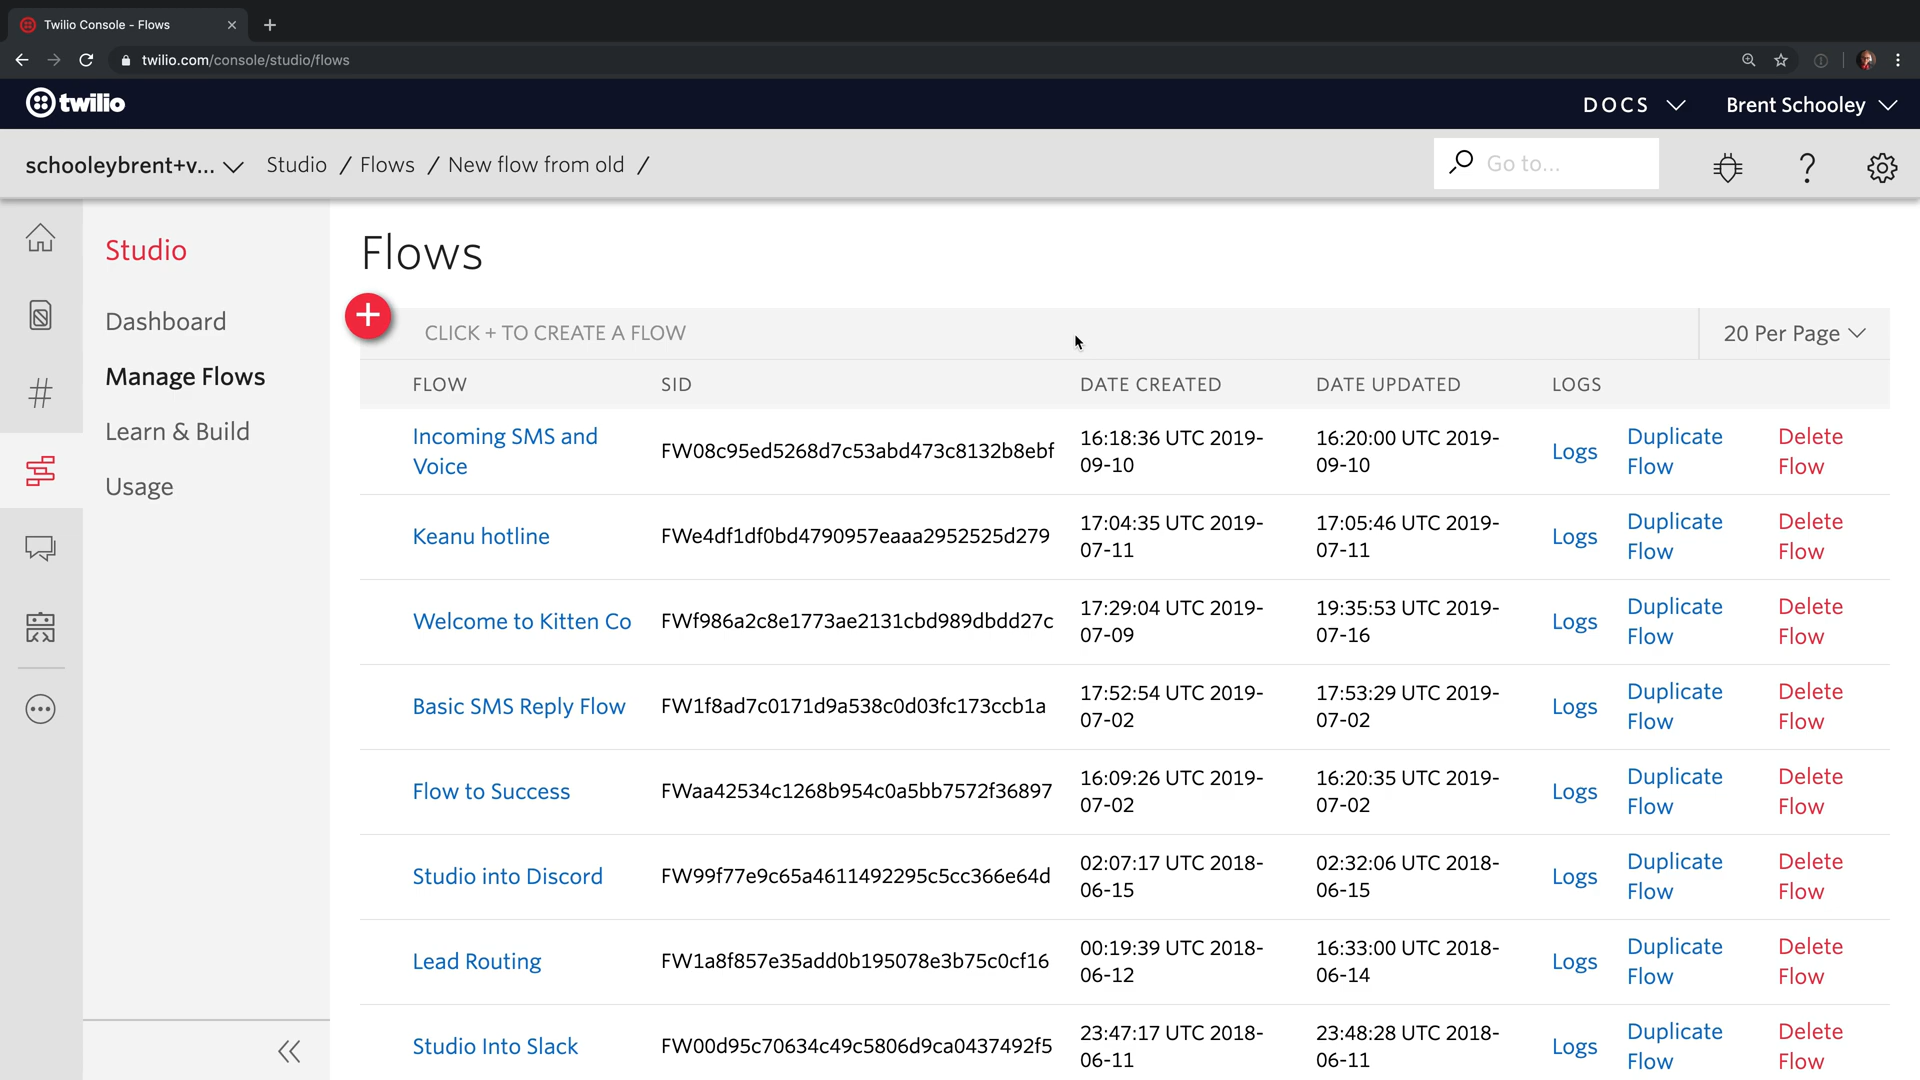 Twilio Console - Flows
twilio.com/console/studio/flows
twilio
DOCS
Brent Schooley
schooleybrent+v...
Studio / Flows / New flow from old /
Go to...
Studio
Dashboard
Manage Flows
Learn & Build
Usage
Flows
CLICK + TO CREATE A FLOW
20 Per Page
FLOW SID DATE CREATED DATE UPDATED LOGS
Incoming SMS and
Voice
FW08c95ed5268d7c53abd473c8132b8ebf
16:18:36 UTC 2019-
09-10
16:20:00 UTC 2019-
09-10
Logs
Duplicate
Flow
Delete
Flow
Keanu hotline
FWe4df1df0bd4790957eaaa2952525d279
17:04:35 UTC 2019-
07-11
17:05:46 UTC 2019-
07-11
Logs
Duplicate
Flow
Delete
Flow
Welcome to Kitten Co
FWf986a2c8e1773ae2131cbd989dbdd27c
17:29:04 UTC 2019-
07-09
19:35:53 UTC 2019-
07-16
Logs
Duplicate
Flow
Delete
Flow
Basic SMS Reply Flow
FW1f8ad7c0171d9a538c0d03fc173ccb1a
17:52:54 UTC 2019-
07-02
17:53:29 UTC 2019-
07-02
Logs
Duplicate
Flow
Delete
Flow
Flow to Success
FWaa42534c1268b954c0a5bb7572f36897
16:09:26 UTC 2019-
07-02
16:20:35 UTC 2019-
07-02
Logs
Duplicate
Flow
Delete
Flow
Studio into Discord
FW99f77e9c65a4611492295c5cc366e64d
02:07:17 UTC 2018-
06-15
02:32:06 UTC 2018-
06-15
Logs
Duplicate
Flow
Delete
Flow
Lead Routing
FW1a8f857e35add0b195078e3b75c0cf16
00:19:39 UTC 2018-
06-12
16:33:00 UTC 2018-
06-14
Logs
Duplicate
Flow
Delete
Flow
Studio Into Slack
FW00d95c70634c49c5806d9ca0437492f5
23:47:17 UTC 2018-
06-11
23:48:28 UTC 2018-
06-11
Logs
Duplicate
Flow
Delete
Flow